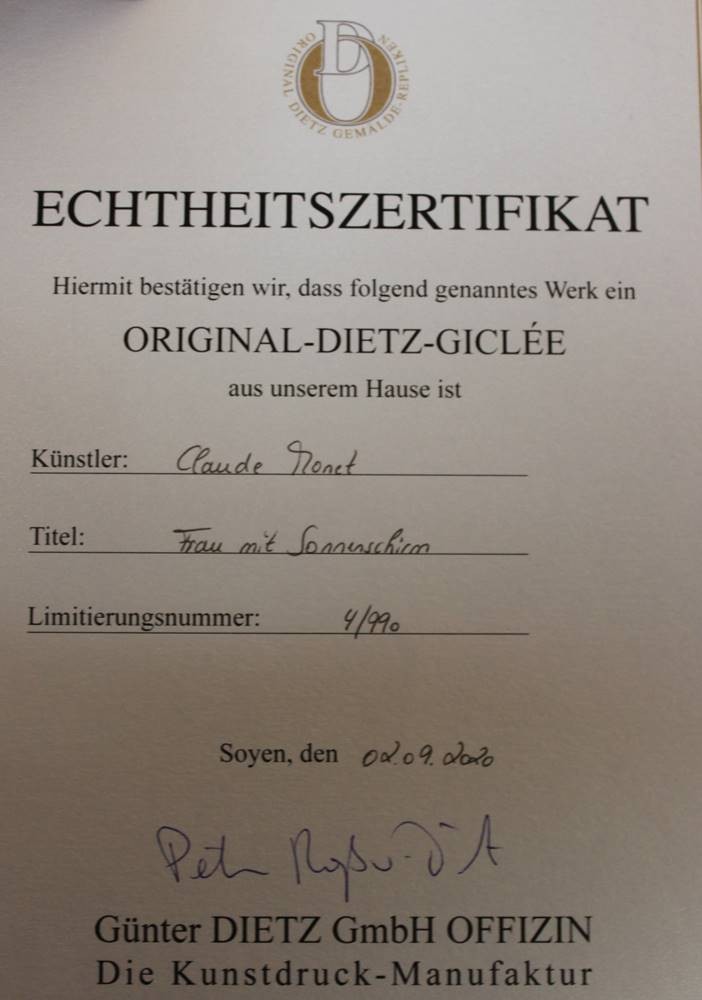 DO
ORIGINAL DIETZ GEMÄLDE-REPLIKEN
ECHTHEITSZERTIFIKAT
Hiermit bestätigen wir, dass folgend genanntes Werk ein
ORIGINAL-DIETZ-GICLÉE
aus unserem Hause ist
Künstler: Claude Monet
Titel: Frau mit Sonnenschirm
Limitierungsnummer: 4/990
Soyen, den 02.09.2020
Günter DIETZ GmbH OFFIZIN
Die Kunstdruck-Manufaktur